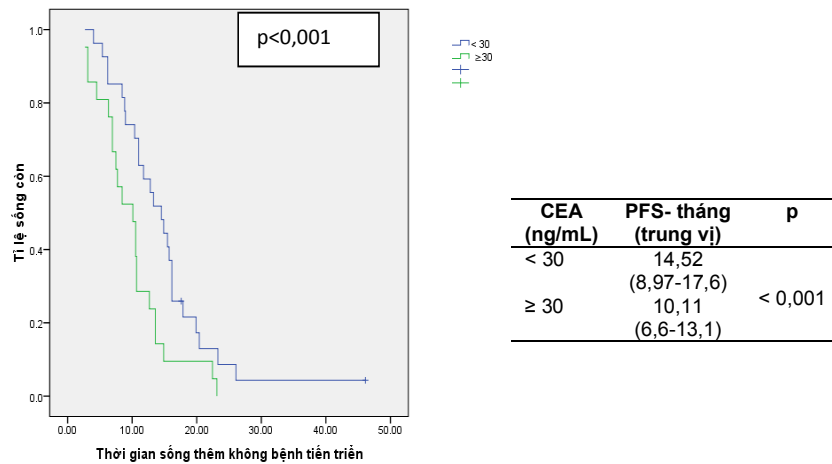 p<0,001
< 30
≥30
1.0
0.8
0.6
0.4
0.2
0.0
Tỉ lệ sống còn
0.00 10.00 20.00 30.00 40.00 50.00
Thời gian sống thêm không bệnh tiến triển
CEA PFS- tháng p
(ng/mL) (trung vị)
< 30 14,52
(8,97-17,6)
< 0,001
≥ 30 10,11
(6,6-13,1)